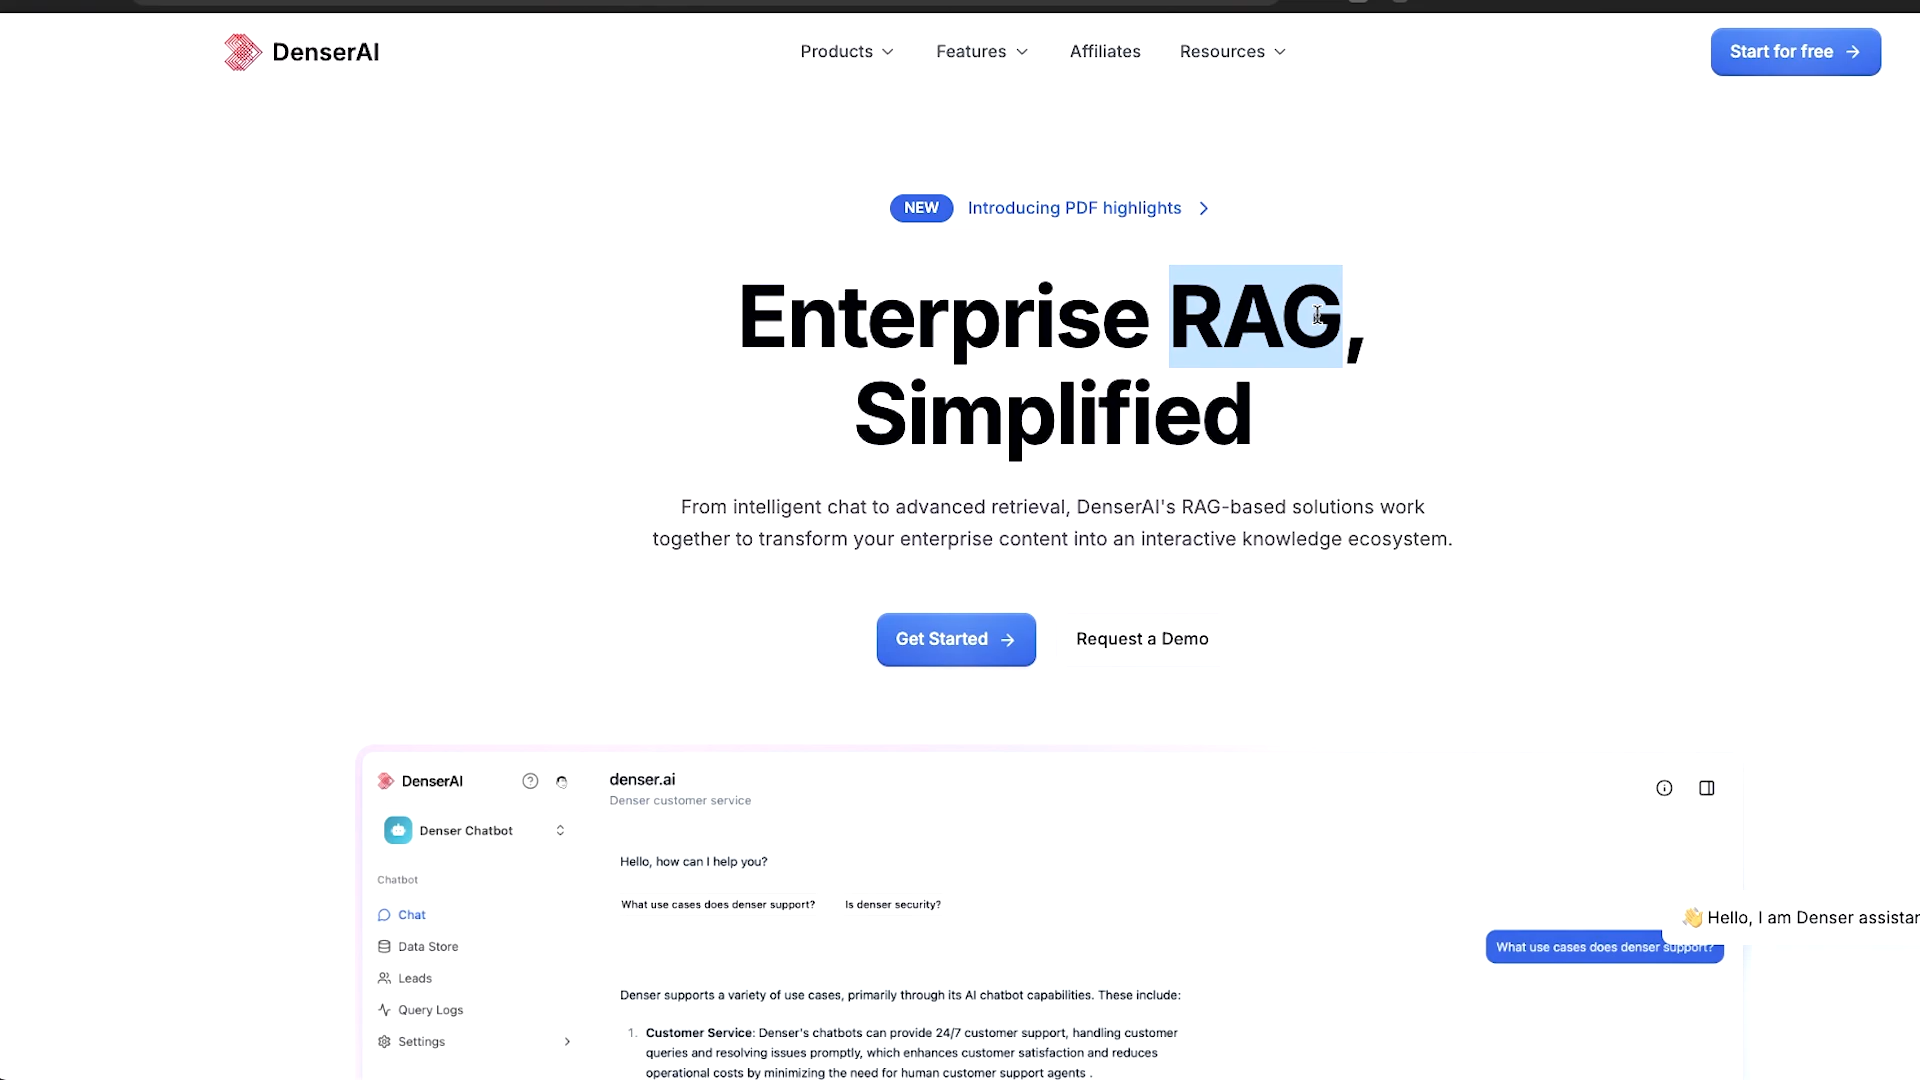 DenserAI
Products
Features
Affiliates
Resources
Start for free
NEW Introducing PDF highlights
Enterprise RAG,
Simplified
From intelligent chat to advanced retrieval, DenserAI's RAG-based solutions work
together to transform your enterprise content into an interactive knowledge ecosystem.
Get Started
Request a Demo
DenserAI
denser.ai
Denser customer service
Denser Chatbot
Hello, how can I help you?
Chatbot
What use cases does denser support?
Is denser security?
Chat
👋 Hello, I am Denser assistan
Data Store
What use cases does denser support?
Leads
Denser supports a variety of use cases, primarily through its AI chatbot capabilities. These include:
Query Logs
1. Customer Service: Denser's chatbots can provide 24/7 customer support, handling customer
Settings
queries and resolving issues promptly, which enhances customer satisfaction and reduces
operational costs by minimizing the need for human customer support agents .